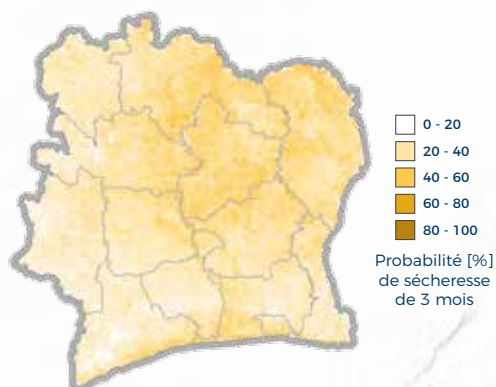 0 - 20
20 - 40
40 - 60
60 - 80
80 - 100
Probabilité [%]
de sécheresse
de 3 mois